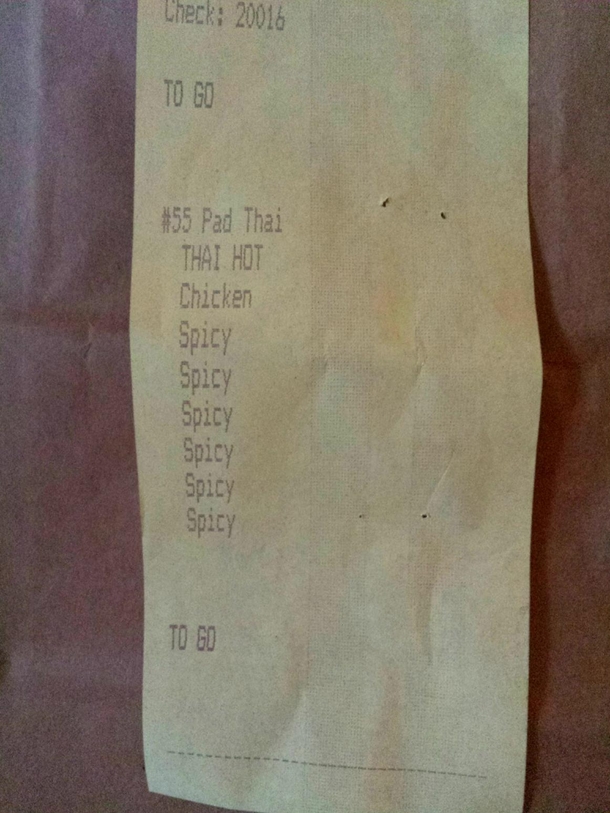 Check: 20016
TO GO
#55 Pad Thai
THAI HOT
Chicken
Spicy
Spicy
Spicy
Spicy
Spicy
Spicy
TO GO